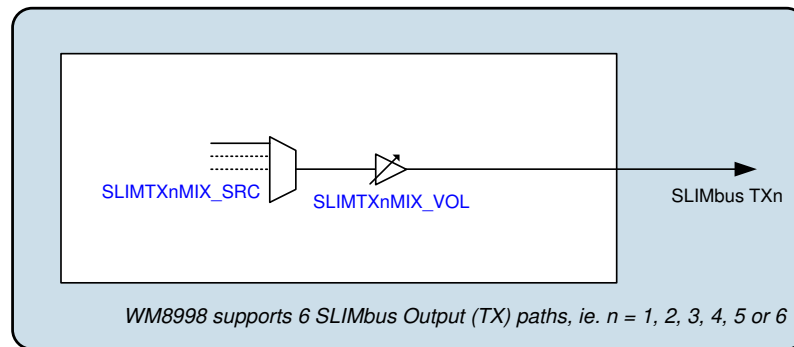 SLIMTXnMIX_SRC
SLIMTXnMIX_VOL
SLIMbus TXn
WM8998 supports 6 SLIMbus Output (TX) paths, ie. n = 1, 2, 3, 4, 5 or 6